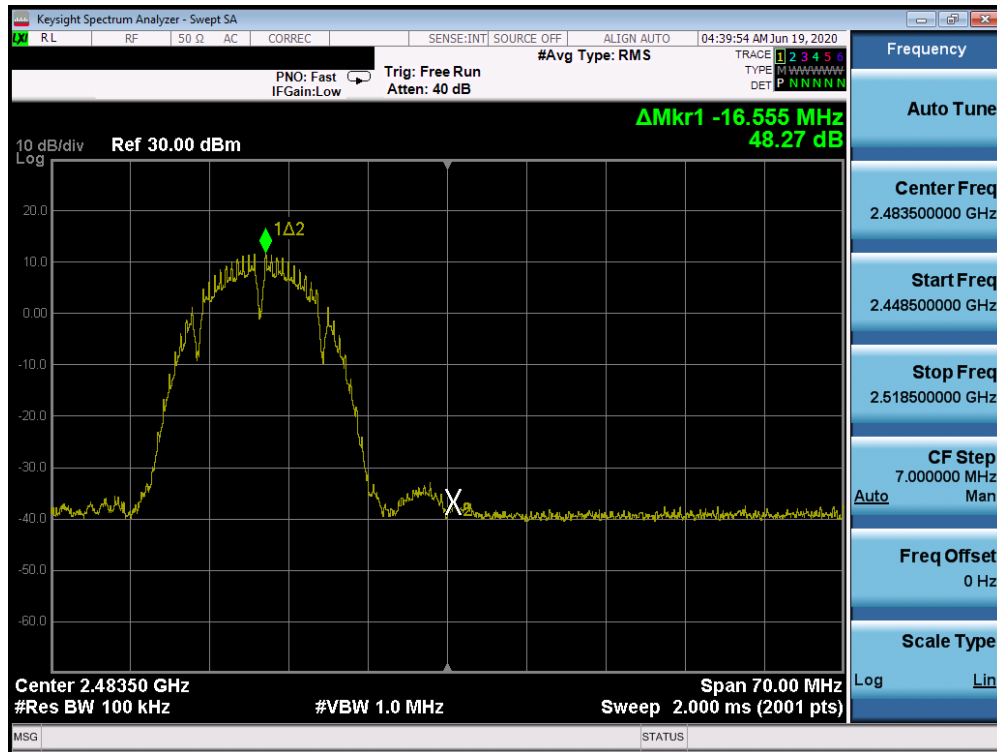 Keysight Spectrum Analyzer - Swept SA
LXI RL RF 50 Ω AC CORREC SENSE:INT SOURCE OFF ALIGN AUTO 04:39:54 AM Jun 19, 2020
#Avg Type: RMS
TRACE 1 2 3 4 5 6
PNO: Fast Trig: Free Run
TYPE M W W W W W
IFGain:Low Atten: 40 dB
DET P N N N N N
ΔMkr1 -16.555 MHz
48.27 dB
10 dB/div Ref 30.00 dBm
Log
20.0
1Δ2
10.0
0.00
-10.0
-20.0
-30.0
X2
-40.0
-50.0
-60.0
Center 2.48350 GHz Span 70.00 MHz
#Res BW 100 kHz #VBW 1.0 MHz Sweep 2.000 ms (2001 pts)
MSG STATUS
Frequency
Auto Tune
Center Freq
2.483500000 GHz
Start Freq
2.448500000 GHz
Stop Freq
2.518500000 GHz
CF Step
7.000000 MHz
Auto Man
Freq Offset
0 Hz
Scale Type
Log Lin